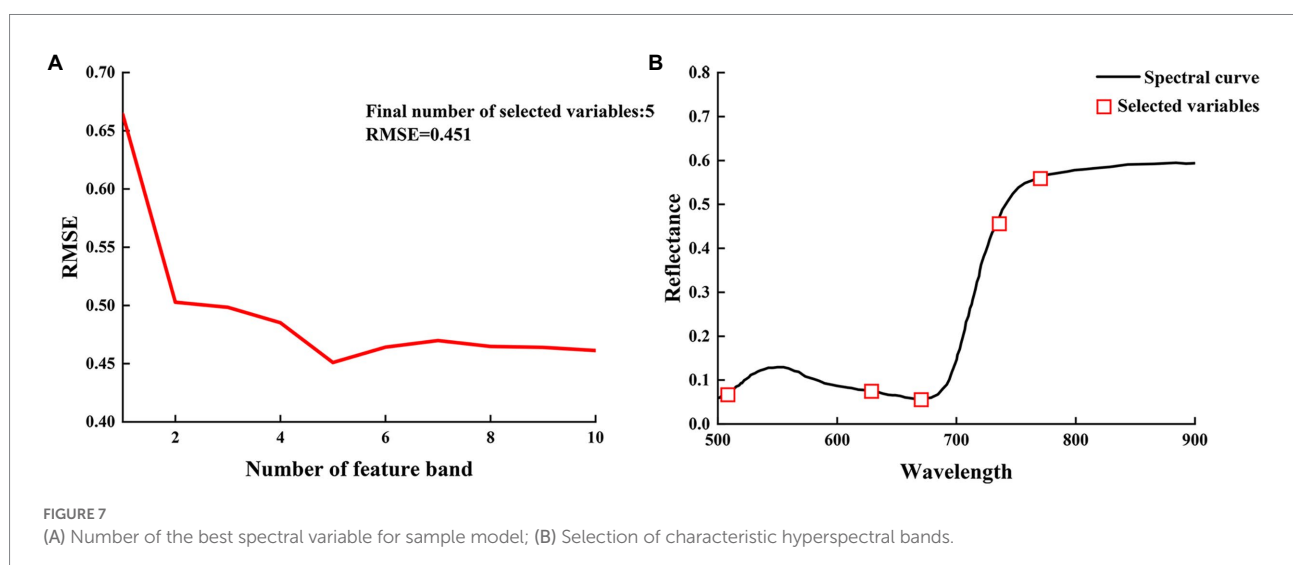 A
0.70
0.65
0.60
0.55
0.50
0.45
0.40
RMSE
Final number of selected variables:5
RMSE=0.451
2
4
6
8
10
Number of feature band
B
0.8
0.7
0.6
0.5
0.4
0.3
0.2
0.1
0.0
Reflectance
Spectral curve
Selected variables
500
600
700
800
900
Wavelength
FIGURE 7
(A) Number of the best spectral variable for sample model; (B) Selection of characteristic hyperspectral bands.